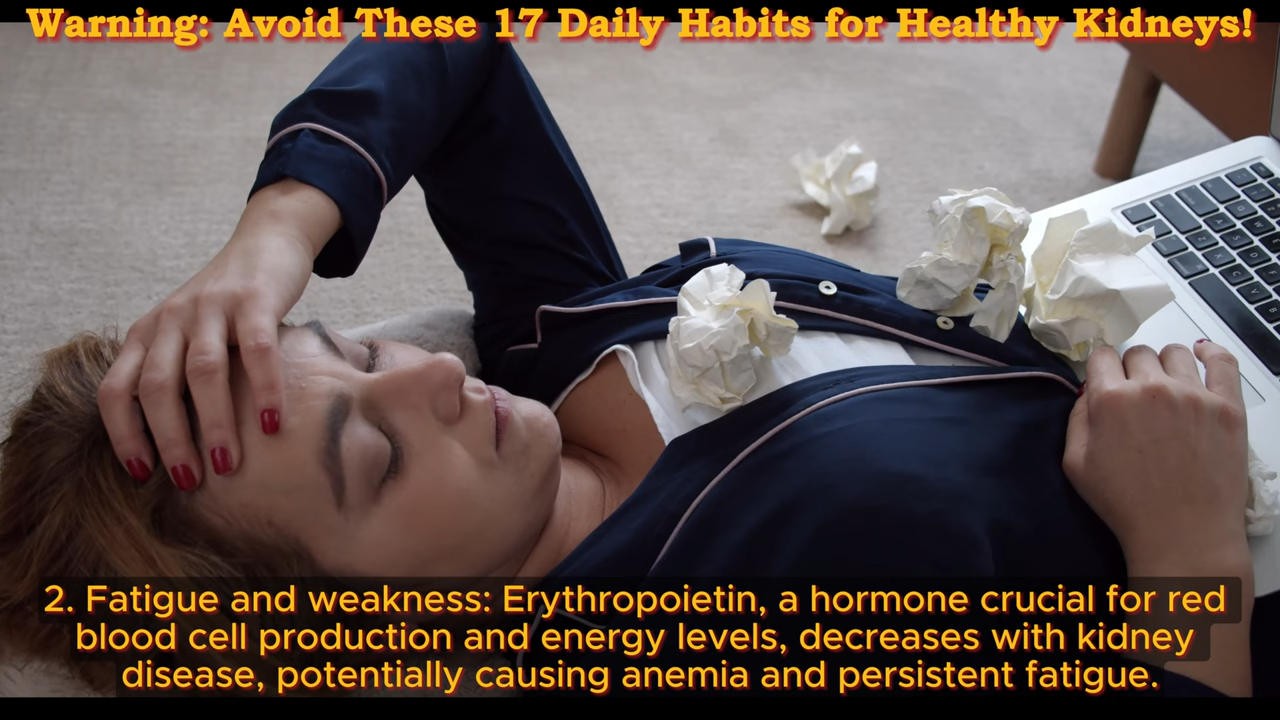 Warning: Avoid These 17 Daily Habits for Healthy Kidneys!
2. Fatigue and weakness: Erythropoietin, a hormone crucial for red
blood cell production and energy levels, decreases with kidney
disease, potentially causing anemia and persistent fatigue.